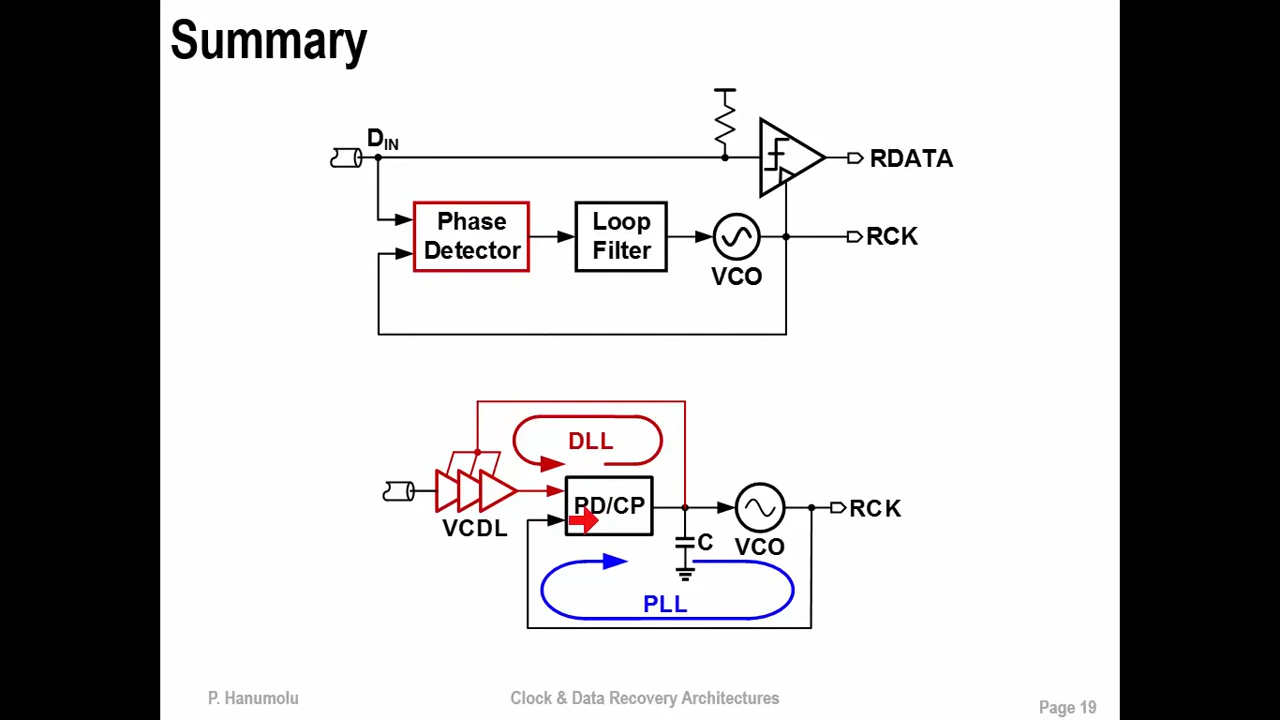 Summary
D_IN
RDATA
Phase
Detector
Loop
Filter
VCO
RCK
DLL
VCDL
PD/CP
C
VCO
RCK
PLL
P. Hanumolu
Clock & Data Recovery Architectures
Page 19